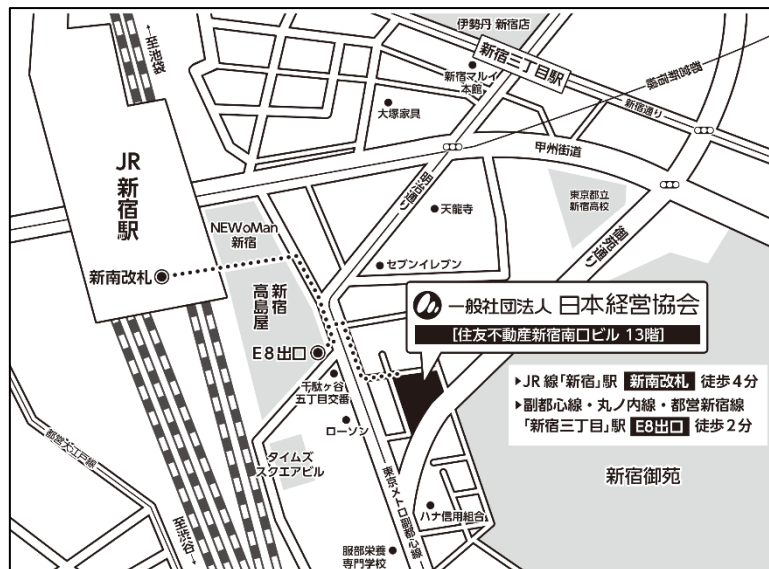 伊勢丹 新宿店
←至池袋
新宿三丁目駅
新宿マルイ
本館
大塚家具
新宿通り
JR新宿駅
甲州街道
明治通り
天龍寺
東京都立
新宿高校
御苑通り
NEWoMan
新宿
新南改札
セブンイレブン
新宿
高島屋
一般社団法人 日本経営協会
[住友不動産新宿南口ビル 13階]
E8出口
千駄ヶ谷
五丁目交番
▶JR線「新宿」駅 新南改札 徒歩4分
▶副都心線・丸ノ内線・都営新宿線
「新宿三丁目」駅 E8出口 徒歩2分
ローソン
都営大江戸線
タイムズ
スクエアビル
東京メトロ副都心線
新宿御苑
ハナ信用組合
至渋谷→
服部栄養
専門学校